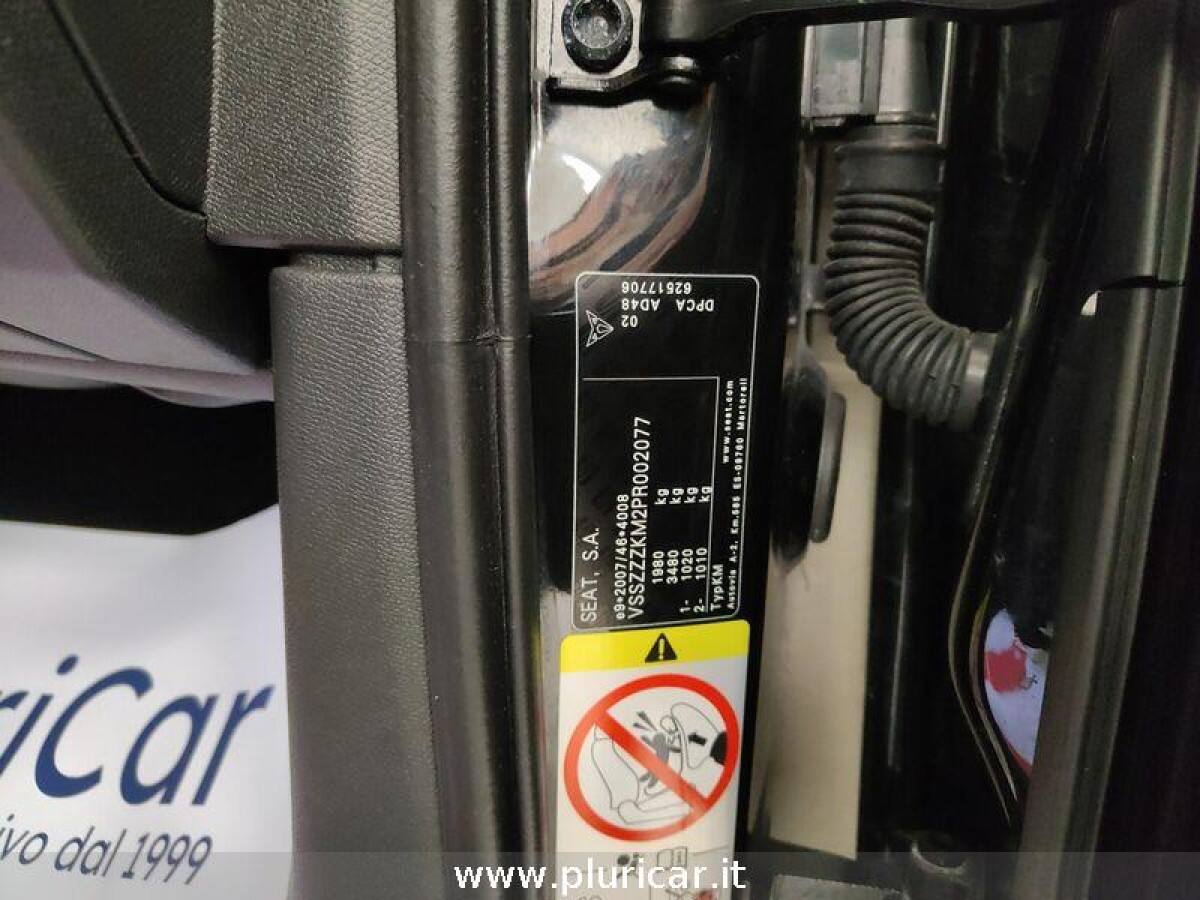 SEAT, S.A.
e9*2007/46*4008
VSSZZZKM2PR002077
1980 kg
3480 kg
1- 1020 kg
2- 1010 kg
TypKM www.seat.com
Autovia A-2, Km.585 ES-08760 Martorell
02
DPCA AD48
62517706
riCar
ivo dal 1999
www.pluricar.it